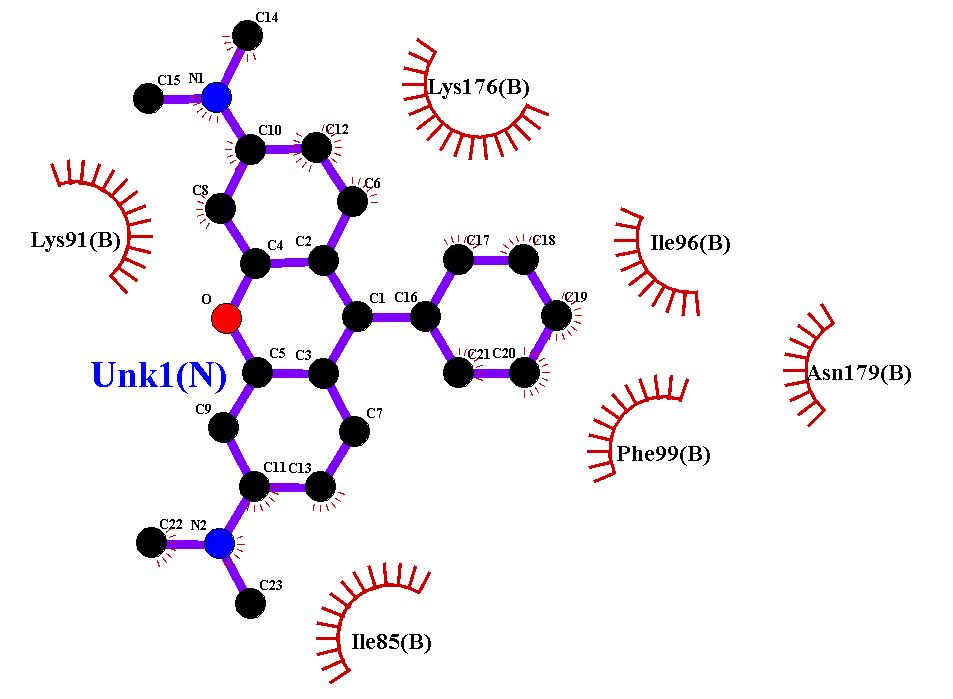 C14
C15
N1
Lys176(B)
C10
C12
C8
C6
Lys91(B)
C4
C2
C17
C18
Ile96(B)
O
C1
C16
C19
Unk1(N)
C5
C3
C21
C20
Asn179(B)
C9
C7
Phe99(B)
C11
C13
C22
N2
C23
Ile85(B)